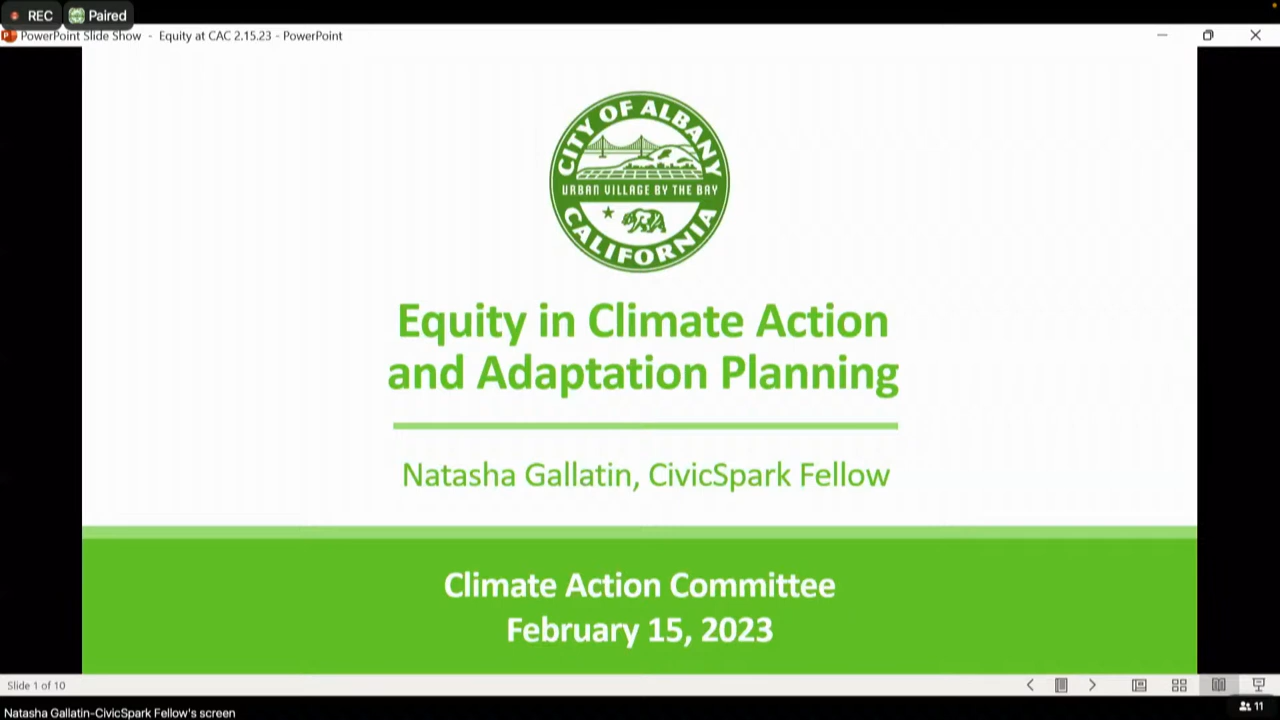 REC Paired
PowerPoint Slide Show - Equity at CAC 2.15.23 - PowerPoint
CITY OF ALBANY
URBAN VILLAGE BY THE BAY
CALIFORNIA
Equity in Climate Action
and Adaptation Planning
Natasha Gallatin, CivicSpark Fellow
Climate Action Committee
February 15, 2023
Slide 1 of 10
11
Natasha Gallatin-CivicSpark Fellow's screen